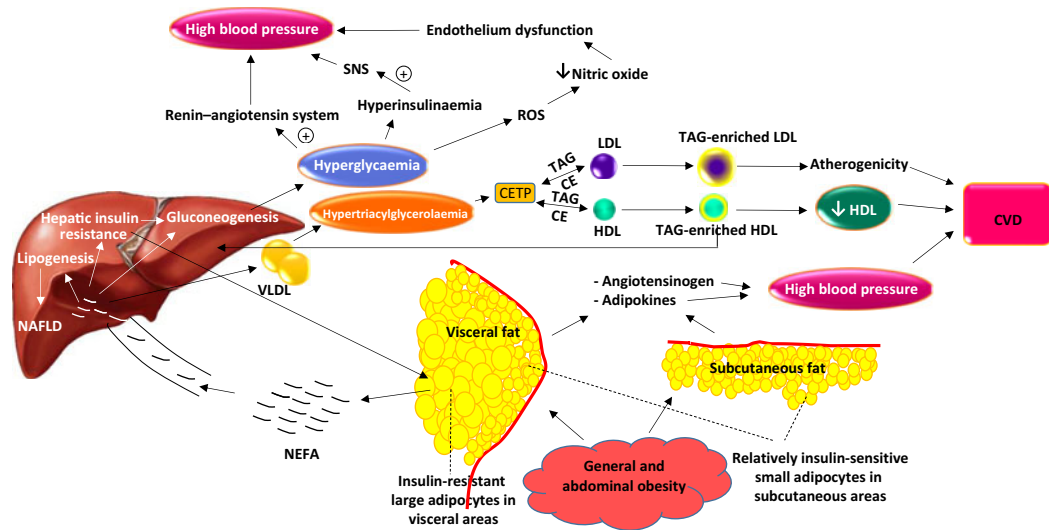 High blood pressure
Endothelium dysfunction
SNS
+
↓Nitric oxide
Hyperinsulinaemia
Renin–angiotensin system
+
ROS
Hyperglycaemia
LDL
TAG-enriched LDL
TAG
CE
Atherogenicity
CETP
Hypertriacylglycerolaemia
TAG
CE
HDL
TAG-enriched HDL
↓ HDL
CVD
Hepatic insulin
resistance
Gluconeogenesis
Lipogenesis
NAFLD
VLDL
- Angiotensinogen
- Adipokines
High blood pressure
Visceral fat
Subcutaneous fat
NEFA
Insulin-resistant
large adipocytes in
visceral areas
General and
abdominal obesity
Relatively insulin-sensitive
small adipocytes in
subcutaneous areas